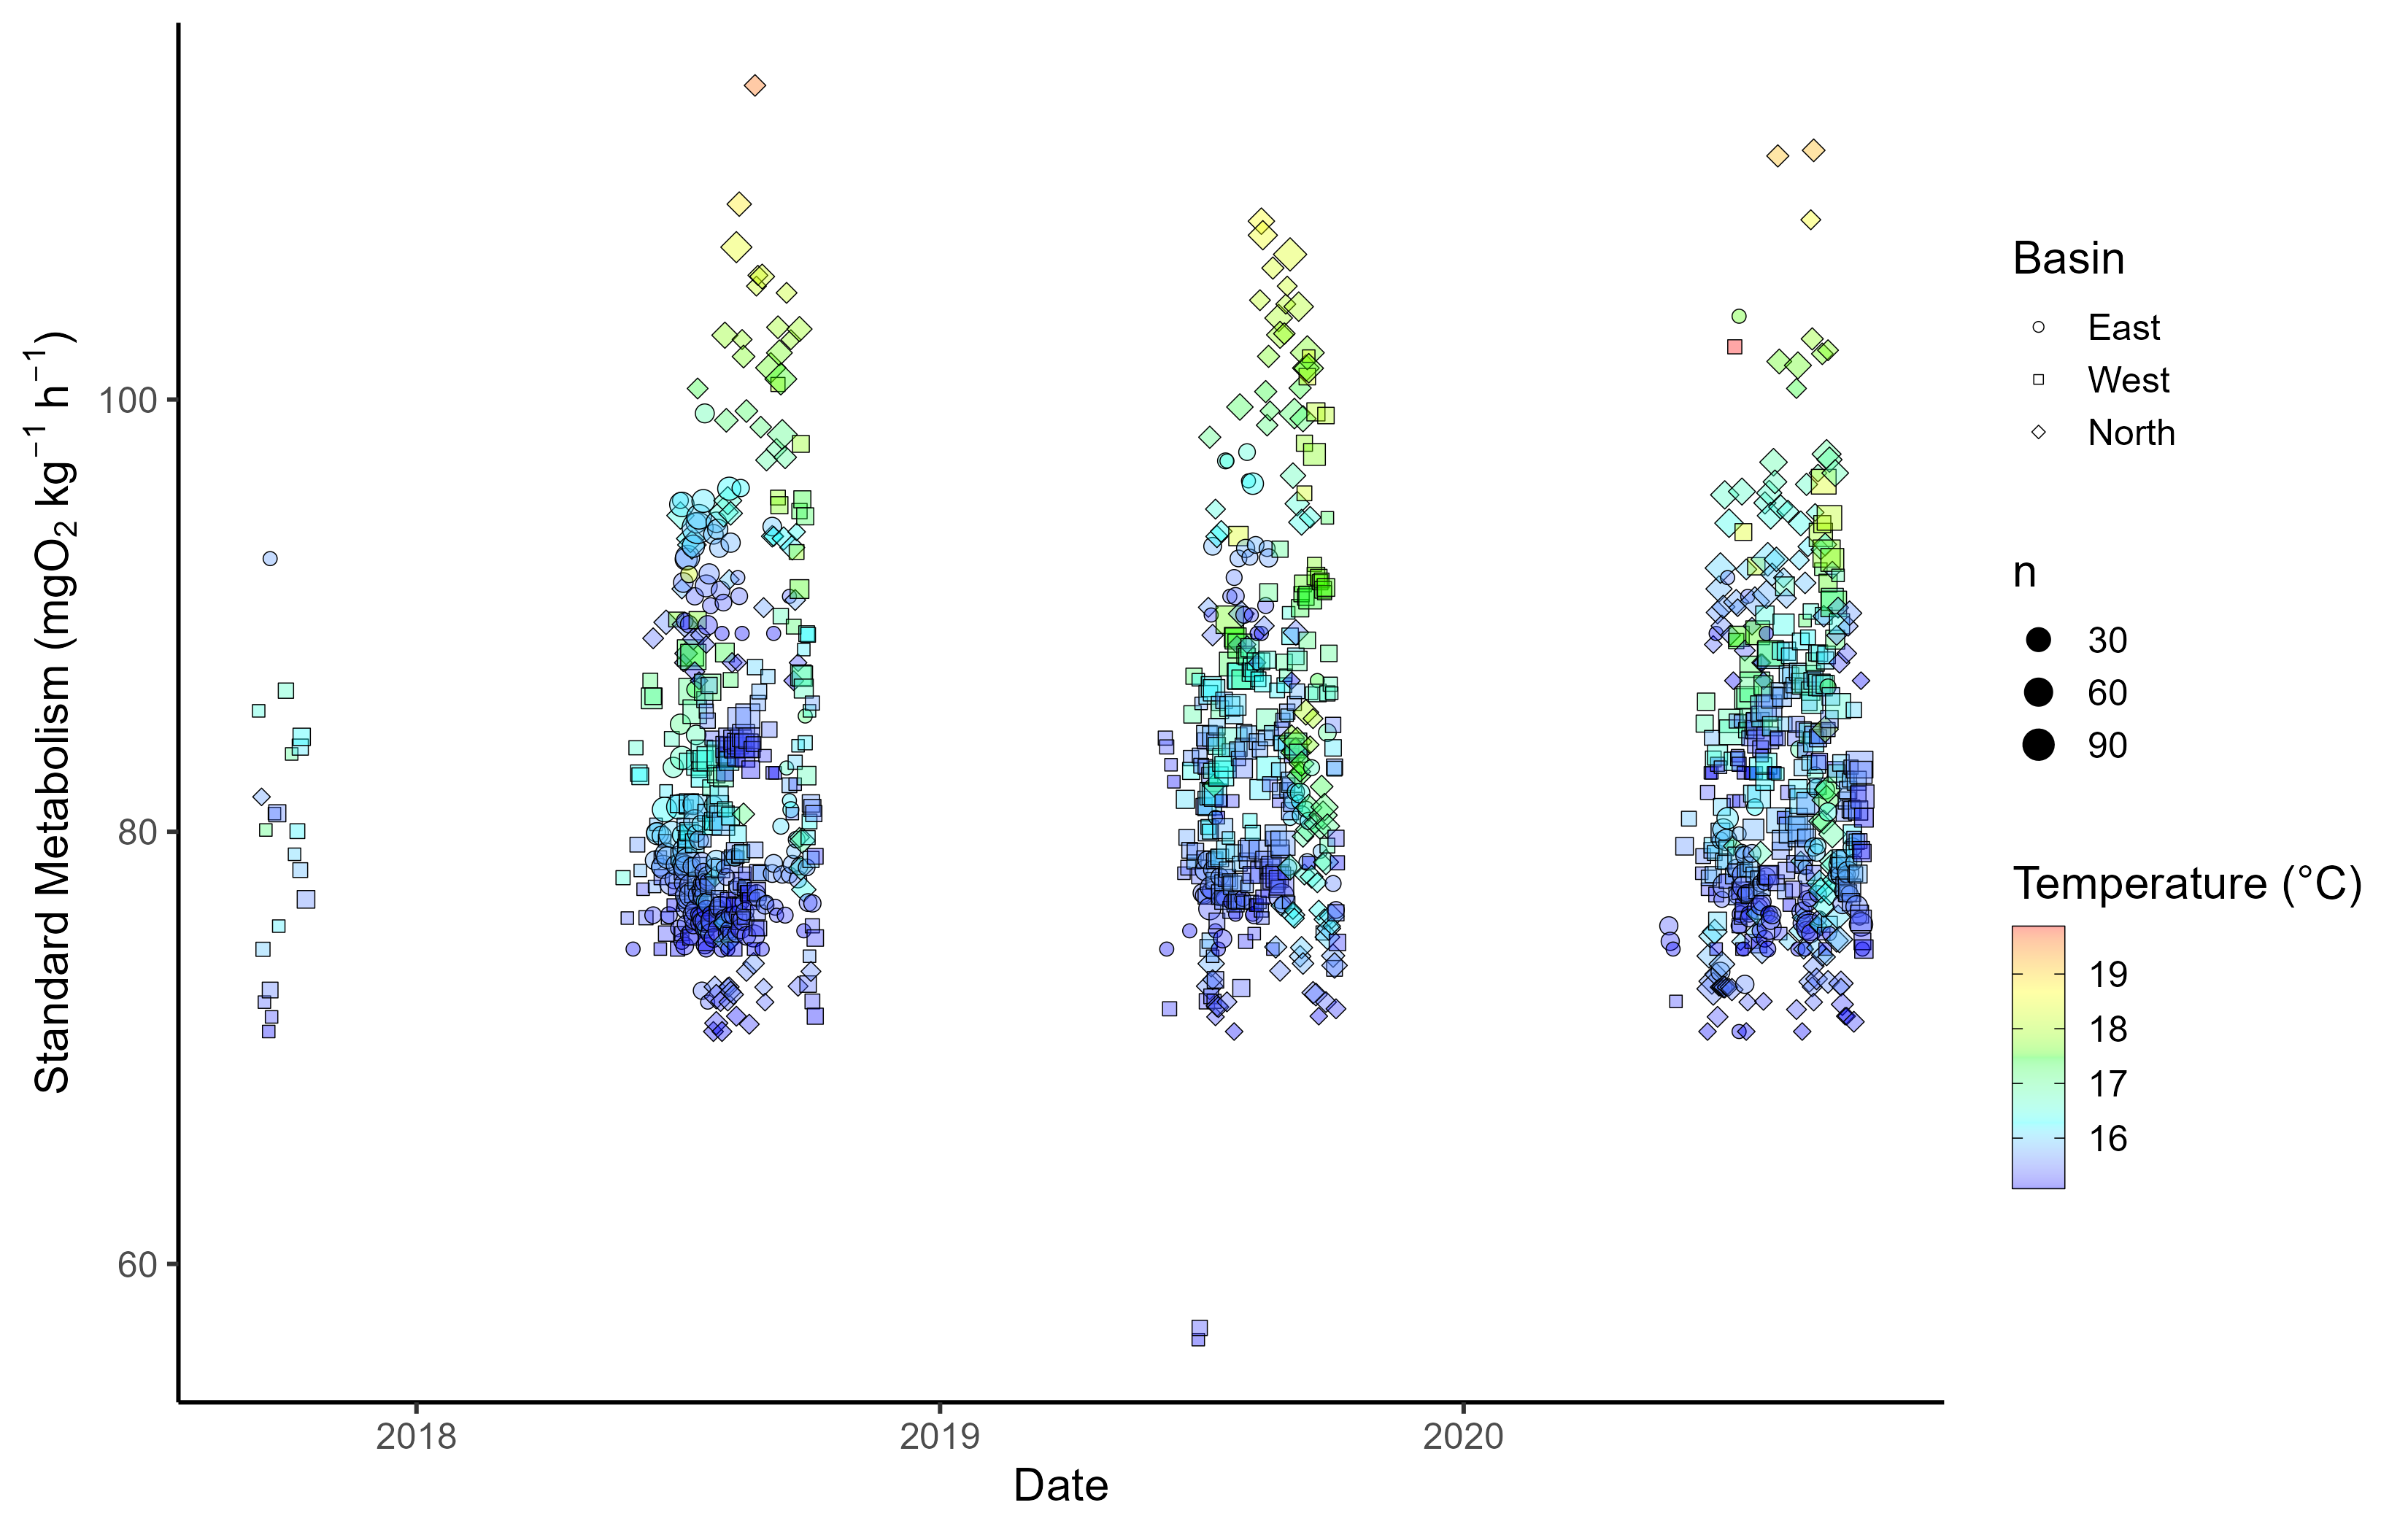 Standard Metabolism (mgO₂ kg⁻¹ h⁻¹)
100
80
60
2018
2019
2020
Date
Basin
East
West
North
n
30
60
90
Temperature (°C)
19
18
17
16